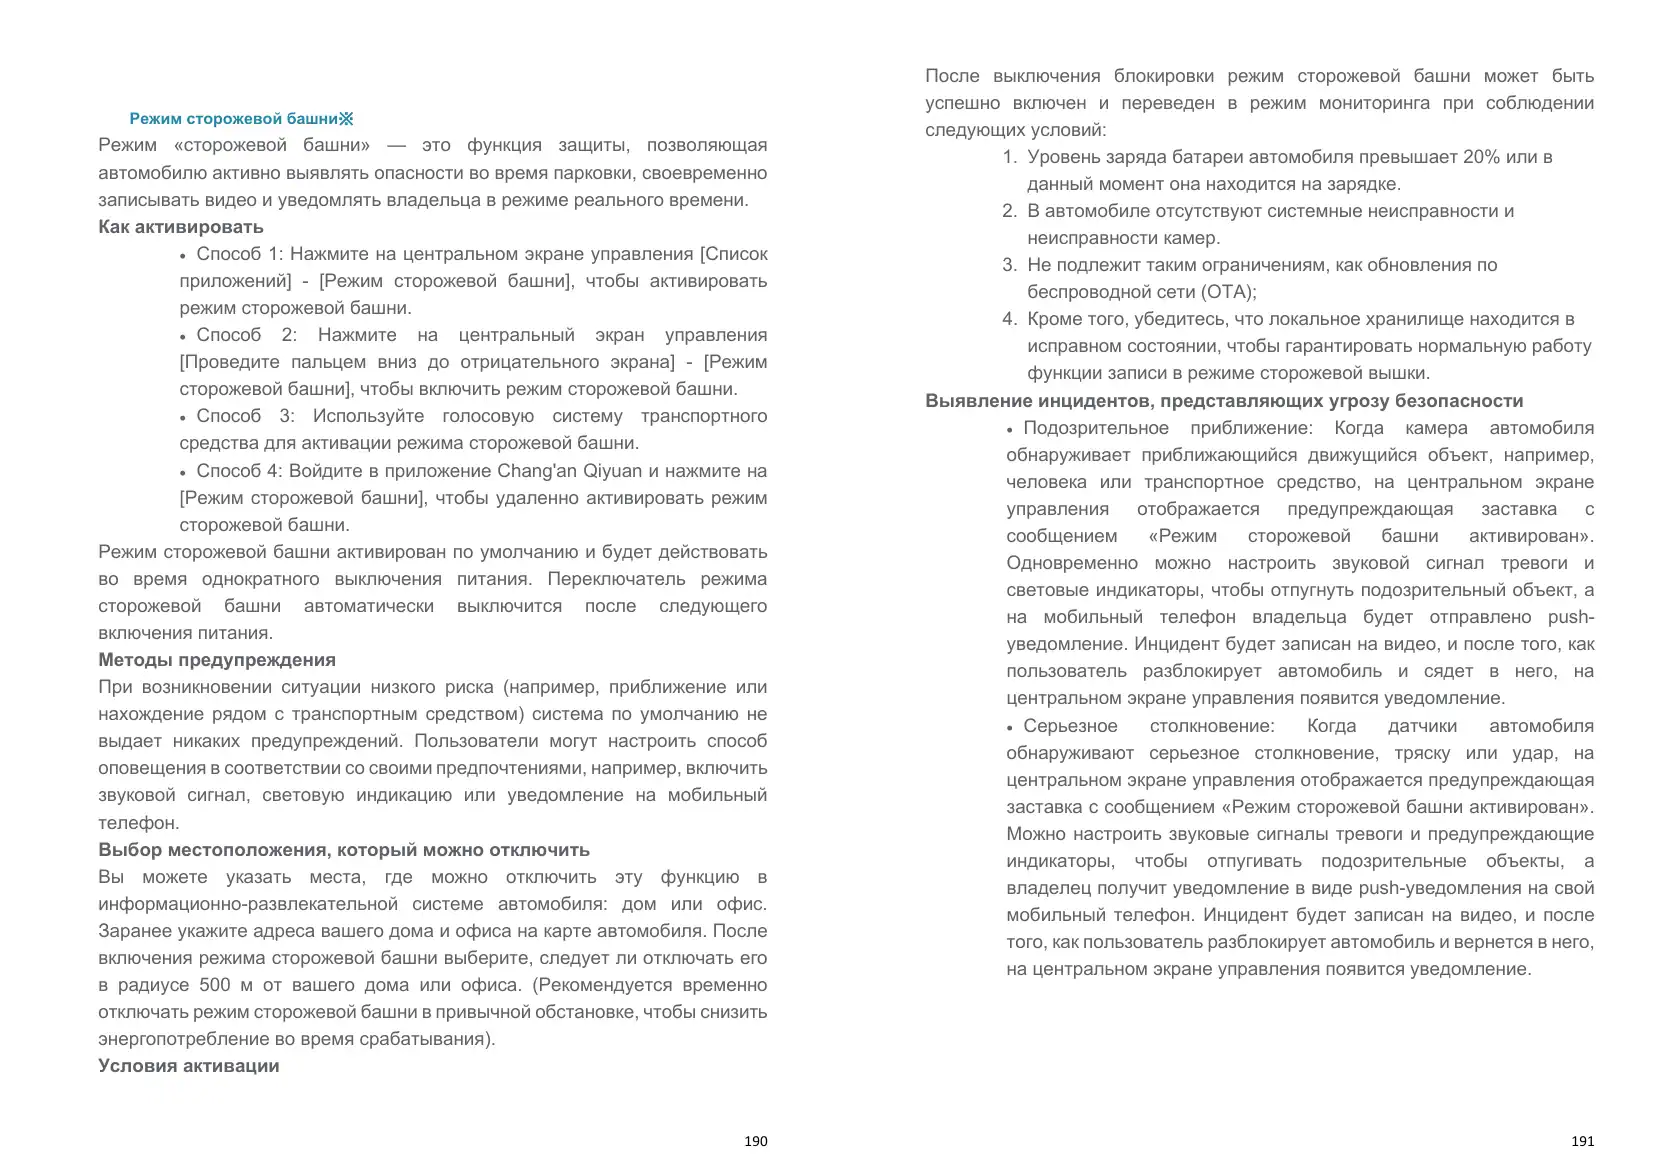 Режим сторожевой башни※
Режим «сторожевой башни» — это функция защиты, позволяющая
автомобилю активно выявлять опасности во время парковки, своевременно
записывать видео и уведомлять владельца в режиме реального времени.
Как активировать
• Способ 1: Нажмите на центральном экране управления [Список
приложений] - [Режим сторожевой башни], чтобы активировать
режим сторожевой башни.
• Способ 2: Нажмите на центральный экран управления
[Проведите пальцем вниз до отрицательного экрана] - [Режим
сторожевой башни], чтобы включить режим сторожевой башни.
• Способ 3: Используйте голосовую систему транспортного
средства для активации режима сторожевой башни.
• Способ 4: Войдите в приложение Chang'an Qiyuan и нажмите на
[Режим сторожевой башни], чтобы удаленно активировать режим
сторожевой башни.
Режим сторожевой башни активирован по умолчанию и будет действовать
во время однократного выключения питания. Переключатель режима
сторожевой башни автоматически выключится после следующего
включения питания.
Методы предупреждения
При возникновении ситуации низкого риска (например, приближение или
нахождение рядом с транспортным средством) система по умолчанию не
выдает никаких предупреждений. Пользователи могут настроить способ
оповещения в соответствии со своими предпочтениями, например, включить
звуковой сигнал, световую индикацию или уведомление на мобильный
телефон.
Выбор местоположения, который можно отключить
Вы можете указать места, где можно отключить эту функцию в
информационно-развлекательной системе автомобиля: дом или офис.
Заранее укажите адреса вашего дома и офиса на карте автомобиля. После
включения режима сторожевой башни выберите, следует ли отключать его
в радиусе 500 м от вашего дома или офиса. (Рекомендуется временно
отключать режим сторожевой башни в привычной обстановке, чтобы снизить
энергопотребление во время срабатывания).
Условия активации
190
После выключения блокировки режим сторожевой башни может быть
успешно включен и переведен в режим мониторинга при соблюдении
следующих условий:
1. Уровень заряда батареи автомобиля превышает 20% или в
данный момент она находится на зарядке.
2. В автомобиле отсутствуют системные неисправности и
неисправности камер.
3. Не подлежит таким ограничениям, как обновления по
беспроводной сети (OTA);
4. Кроме того, убедитесь, что локальное хранилище находится в
исправном состоянии, чтобы гарантировать нормальную работу
функции записи в режиме сторожевой вышки.
Выявление инцидентов, представляющих угрозу безопасности
• Подозрительное приближение: Когда камера автомобиля
обнаруживает приближающийся движущийся объект, например,
человека или транспортное средство, на центральном экране
управления отображается предупреждающая заставка с
сообщением «Режим сторожевой башни активирован».
Одновременно можно настроить звуковой сигнал тревоги и
световые индикаторы, чтобы отпугнуть подозрительный объект, а
на мобильный телефон владельца будет отправлено push-
уведомление. Инцидент будет записан на видео, и после того, как
пользователь разблокирует автомобиль и сядет в него, на
центральном экране управления появится уведомление.
• Серьезное столкновение: Когда датчики автомобиля
обнаруживают серьезное столкновение, тряску или удар, на
центральном экране управления отображается предупреждающая
заставка с сообщением «Режим сторожевой башни активирован».
Можно настроить звуковые сигналы тревоги и предупреждающие
индикаторы, чтобы отпугивать подозрительные объекты, а
владелец получит уведомление в виде push-уведомления на свой
мобильный телефон. Инцидент будет записан на видео, и после
того, как пользователь разблокирует автомобиль и вернется в него,
на центральном экране управления появится уведомление.
191